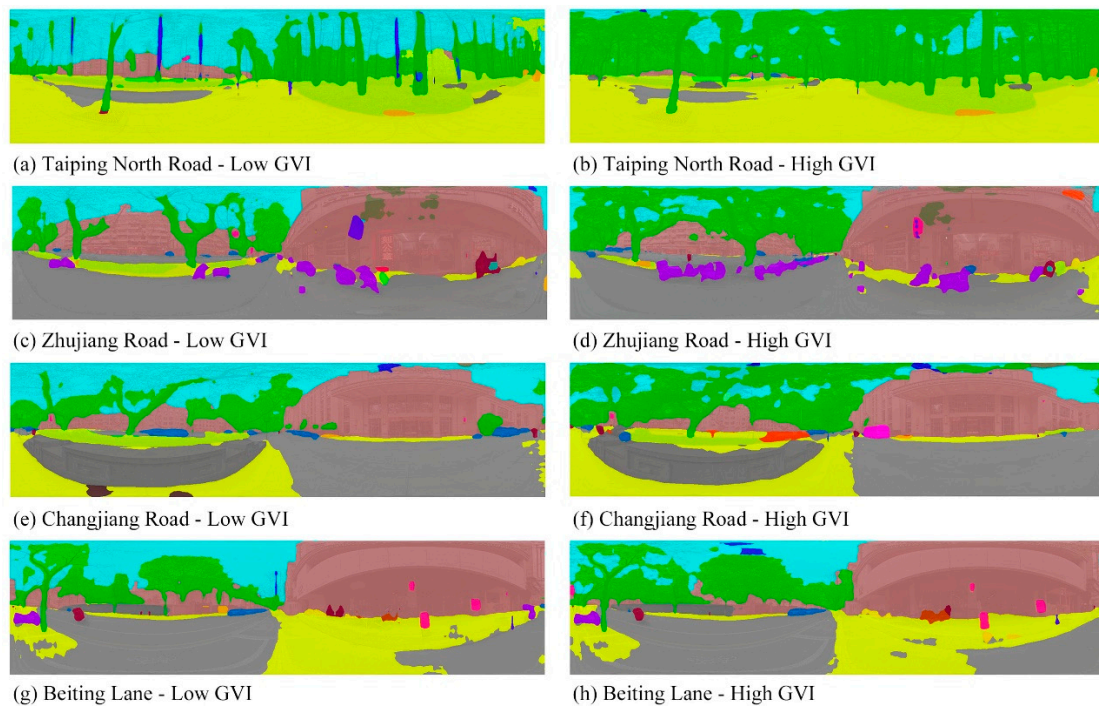 (a) Taiping North Road - Low GVI
(b) Taiping North Road - High GVI
(c) Zhujiang Road - Low GVI
(d) Zhujiang Road - High GVI
(e) Changjiang Road - Low GVI
(f) Changjiang Road - High GVI
(g) Beiting Lane - Low GVI
(h) Beiting Lane - High GVI